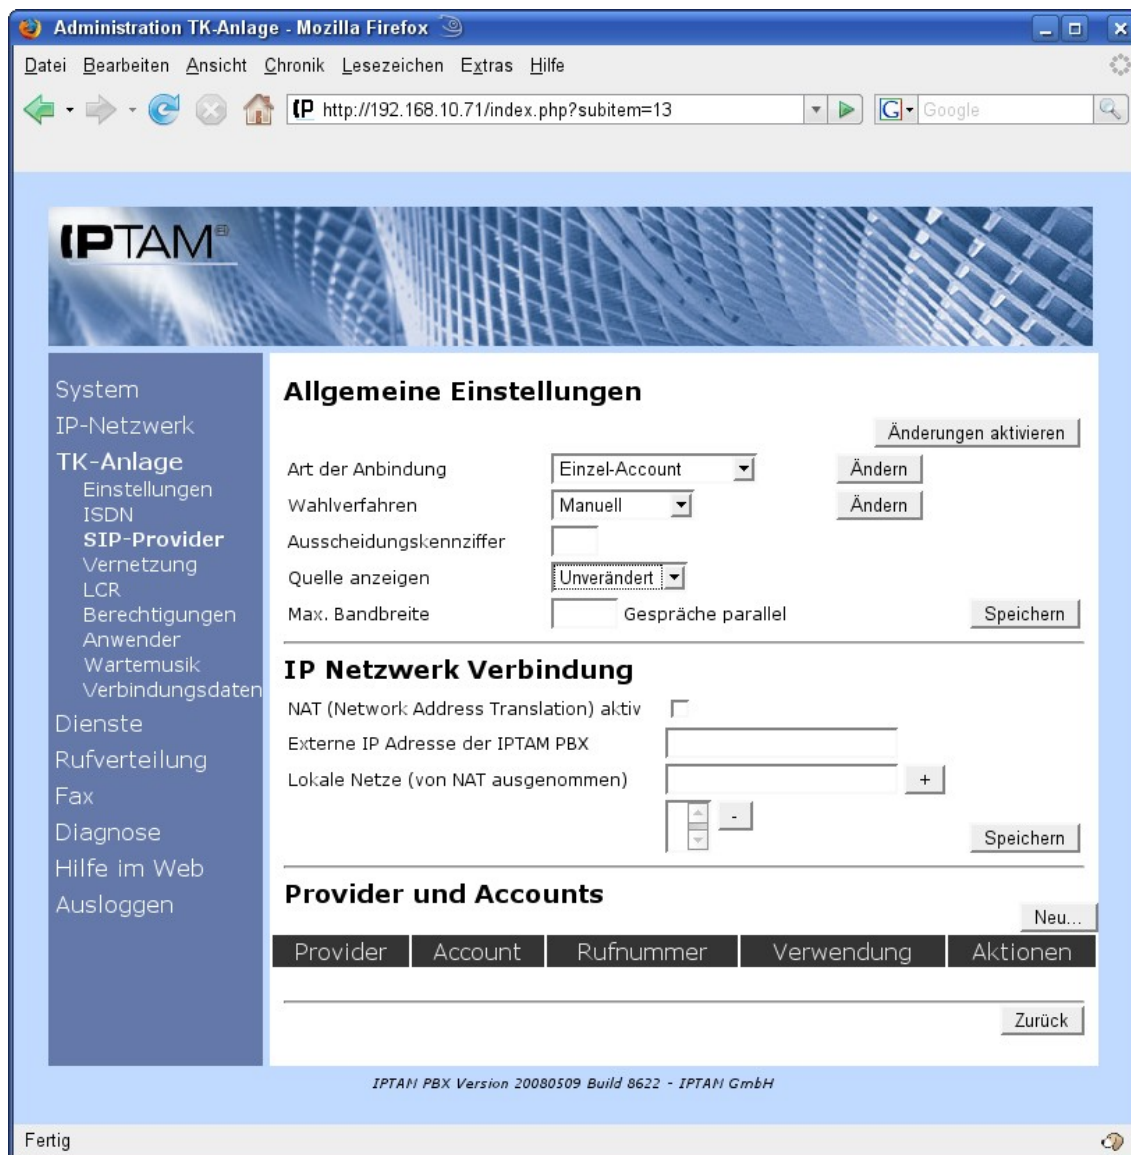 Administration TK-Anlage - Mozilla Firefox
Datei Bearbeiten Ansicht Chronik Lesezeichen Extras Hilfe
(P http://192.168.10.71/index.php?subitem=13 G Google
(PTAM®
System
IP-Netzwerk
TK-Anlage
Einstellungen
ISDN
SIP-Provider
Vernetzung
LCR
Berechtigungen
Anwender
Wartemusik
Verbindungsdaten
Dienste
Rufverteilung
Fax
Diagnose
Hilfe im Web
Ausloggen
Allgemeine Einstellungen
Änderungen aktivieren
Art der Anbindung Einzel-Account Ändern
Wahlverfahren Manuell Ändern
Ausscheidungskennziffer
Quelle anzeigen Unverändert
Max. Bandbreite Gespräche parallel Speichern
IP Netzwerk Verbindung
NAT (Network Address Translation) aktiv
Externe IP Adresse der IPTAM PBX
Lokale Netze (von NAT ausgenommen) +
-
Speichern
Provider und Accounts
Neu...
Provider Account Rufnummer Verwendung Aktionen
Zurück
IPTAM PBX Version 20080509 Build 8622 - IPTAM GmbH
Fertig